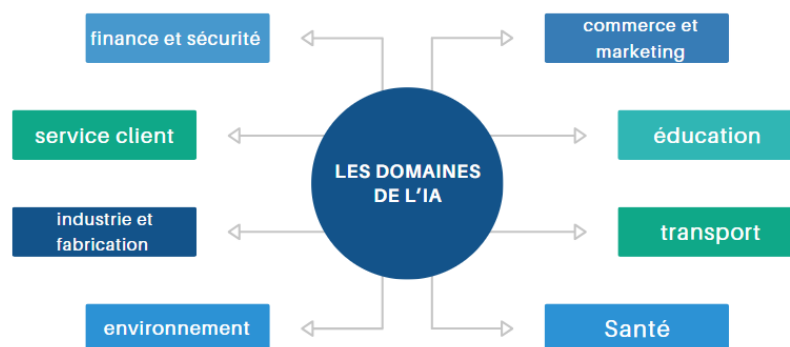 finance et sécurité
commerce et
marketing
service client
éducation
LES DOMAINES
DE L'IA
industrie et
fabrication
transport
environnement
Santé